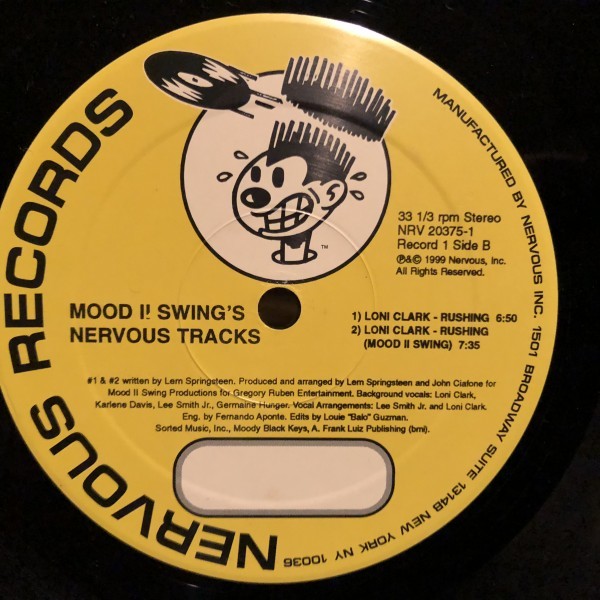 NERVOUS RECORDS
MANUFACTURED BY NERVOUS INC. 1501 BROADWAY SUITE 1314B NEW YORK NY 10036
TM
33 1/3 rpm Stereo
NRV 20375-1
Record 1 Side B
℗&© 1999 Nervous, Inc.
All Rights Reserved.
MOOD II SWING'S
NERVOUS TRACKS
1) LONI CLARK - RUSHING 6:50
2) LONI CLARK - RUSHING
(MOOD II SWING) 7:35
#1 & #2 written by Lem Springsteen. Produced and arranged by Lem Springsteen and John Ciafone for
Mood II Swing Productions for Gregory Ruben Entertainment. Background vocals: Loni Clark,
Karlene Davis, Lee Smith Jr., Germaine Hunger. Vocal Arrangements: Lee Smith Jr. and Loni Clark.
Eng. by Fernando Aponte. Edits by Louie "Balo" Guzman.
Sorted Music, Inc., Moody Black Keys, A. Frank Luiz Publishing (bmi).